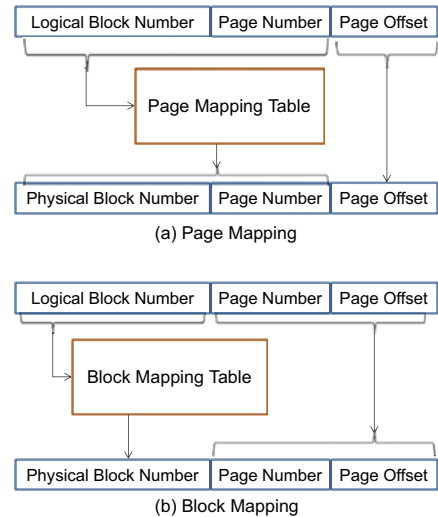 Logical Block Number Page Number Page Offset
Page Mapping Table
Physical Block Number Page Number Page Offset
(a) Page Mapping
Logical Block Number Page Number Page Offset
Block Mapping Table
Physical Block Number Page Number Page Offset
(b) Block Mapping